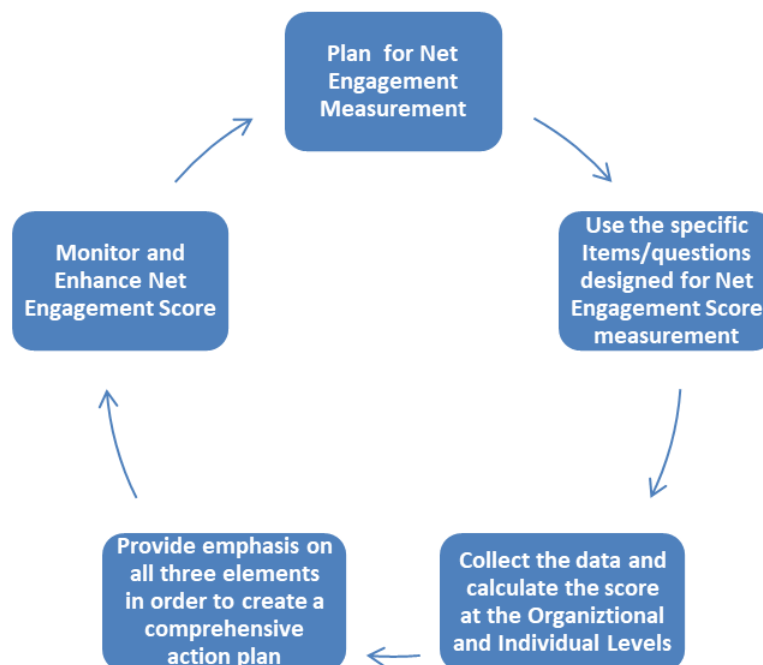 Plan for Net
Engagement
Measurement
Use the specific
Items/questions
designed for Net
Engagement Score
measurement
Collect the data and
calculate the score
at the Organiztional
and Individual Levels
Provide emphasis on
all three elements
in order to create a
comprehensive
action plan
Monitor and
Enhance Net
Engagement Score